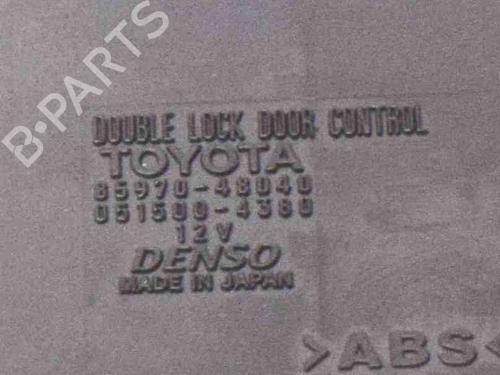 B·PARTS
DOUBLE LOCK DOOR CONTROL
TOYOTA
85970-48040
051500-4380
12V
DENSO
MADE IN JAPAN
>ABS<